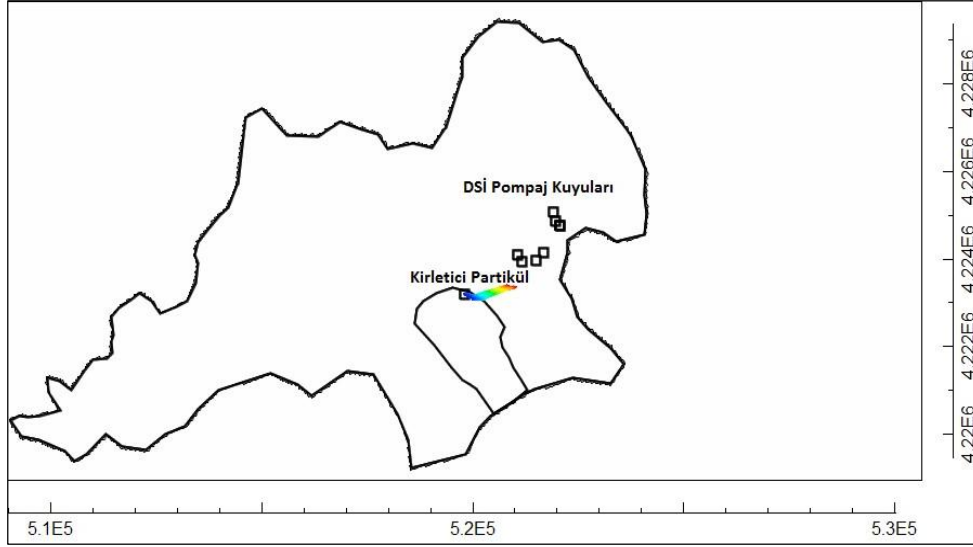 DSİ Pompaj Kuyuları
Kirletici Partikül
4.228E6
4.226E6
4.224E6
4.222E6
4.22E6
5.1E5
5.2E5
5.3E5